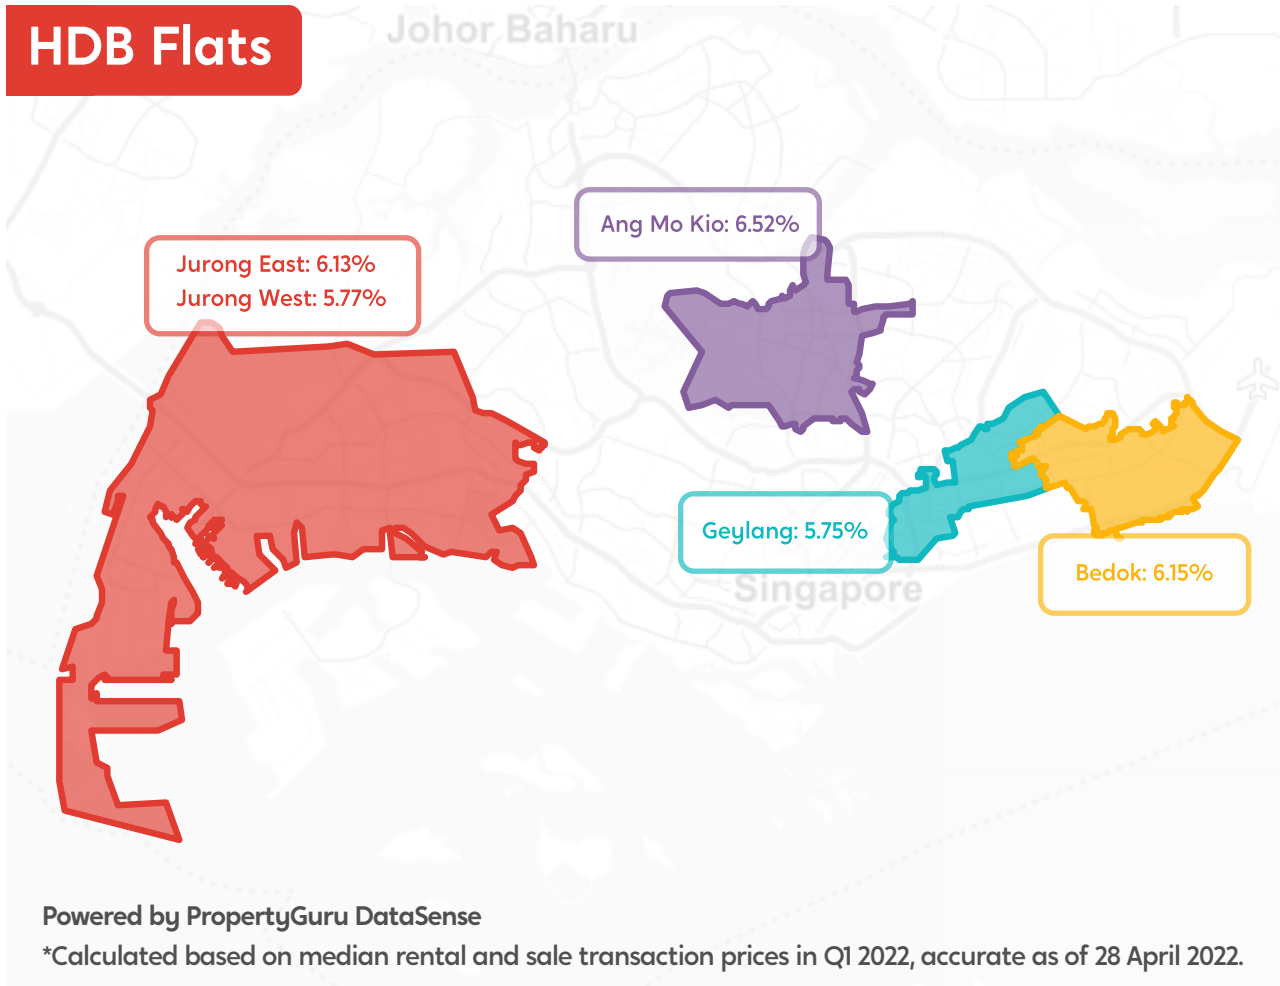 HDB Flats
Johor Baharu
Ang Mo Kio: 6.52%
Jurong East: 6.13%
Jurong West: 5.77%
Geylang: 5.75%
Singapore
Bedok: 6.15%
Powered by PropertyGuru DataSense
*Calculated based on median rental and sale transaction prices in Q1 2022, accurate as of 28 April 2022.